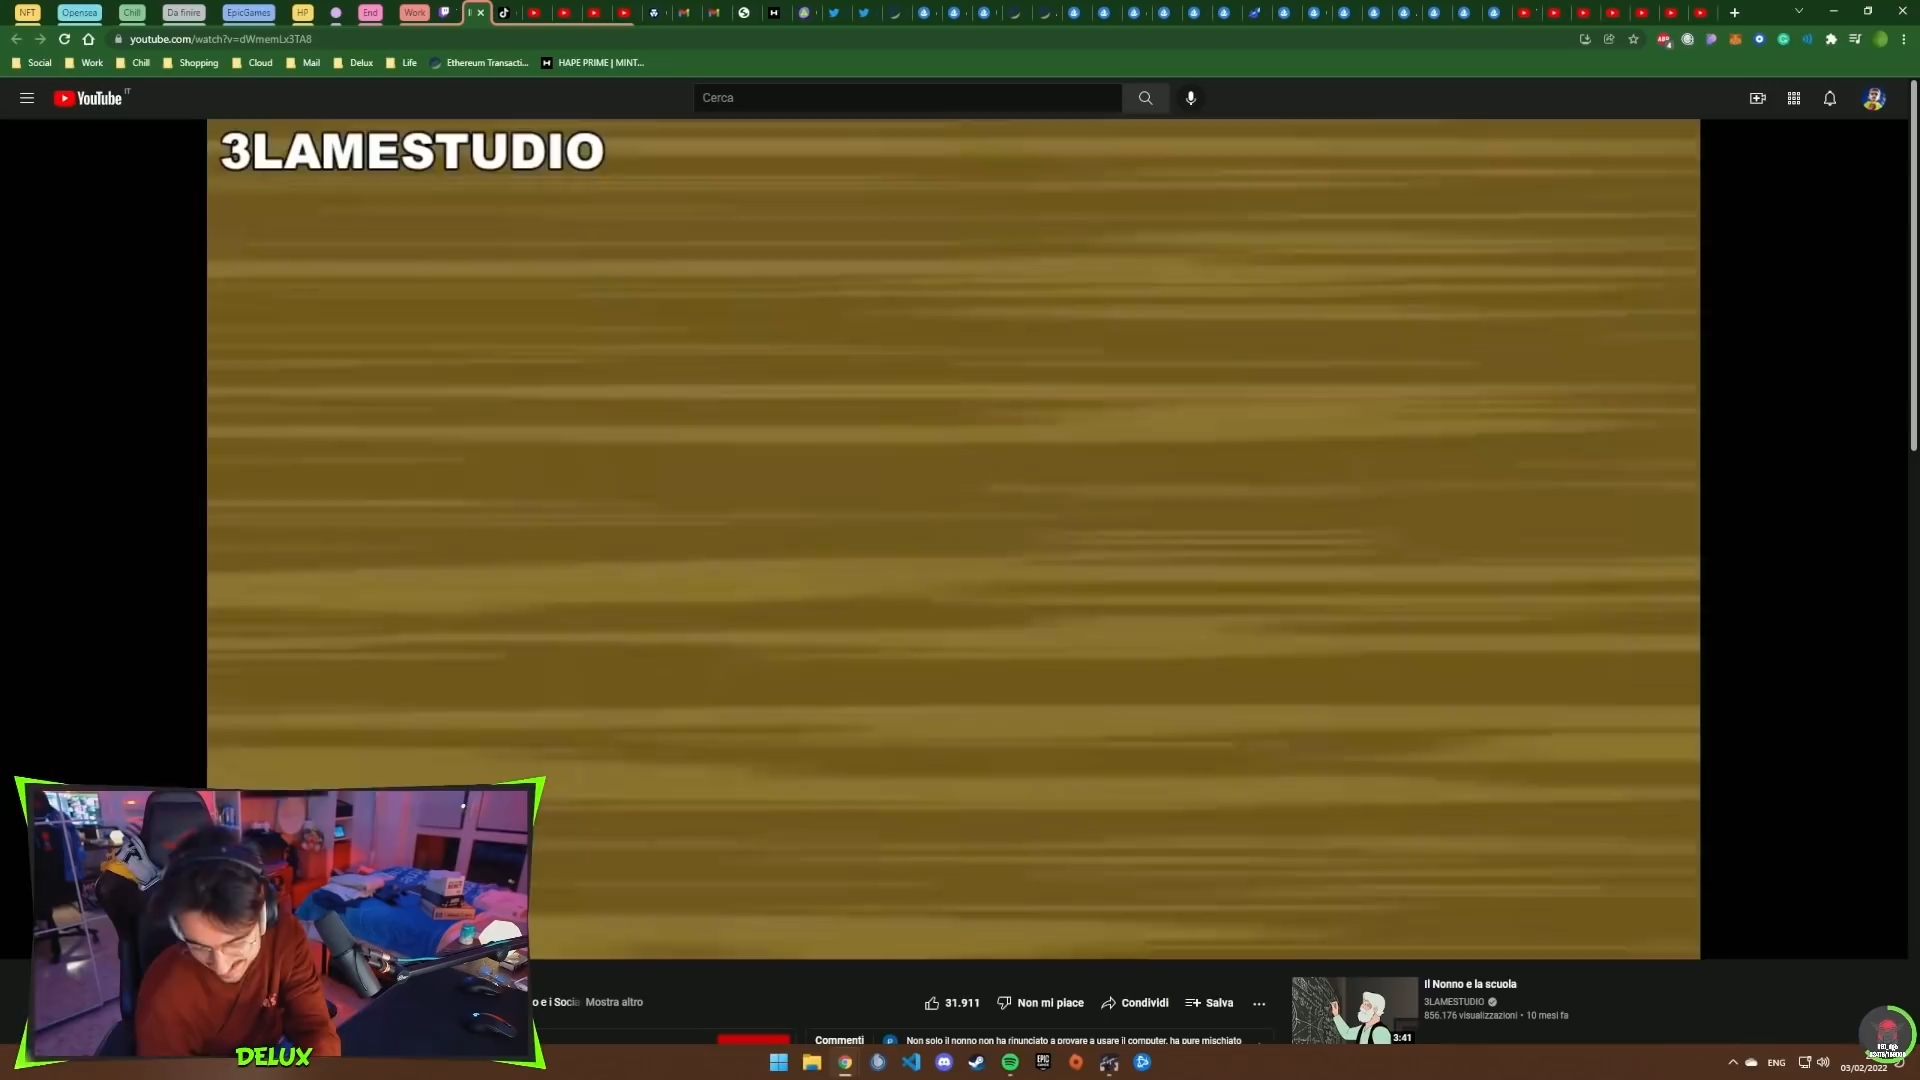 NFT Opensea Chill Da finire EpicGames HP End Work
youtube.com/watch?v=dWmemLx3TA8
Social Work Chill Shopping Cloud Mail Delux Life Ethereum Transacti... HAPE PRIME | MINT...
YouTube IT
Cerca
3LAMESTUDIO
o e i Socia Mostra altro
31.911 Non mi piace Condividi Salva
Il Nonno e la scuola
3LAMESTUDIO
856.176 visualizzazioni • 10 mesi fa
3:41
Commenti
Non solo il nonno non ha rinunciato a provare a usare il computer, ha pure mischiato
DELUX
EPIC
ENG
03/02/2022